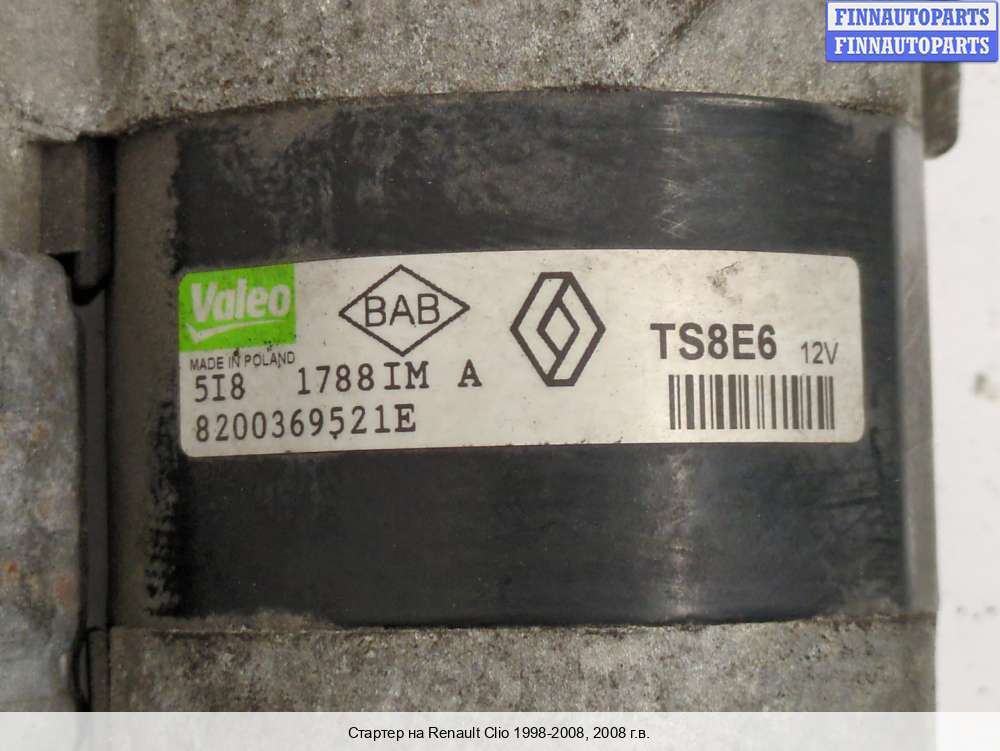 FINNAUTOPARTS
FINNAUTOPARTS
Valeo
BAB
TS8E6 12V
MADE IN POLAND
5I8 1788IM A
8200369521E
Стартер на Renault Clio 1998-2008, 2008 г.в.